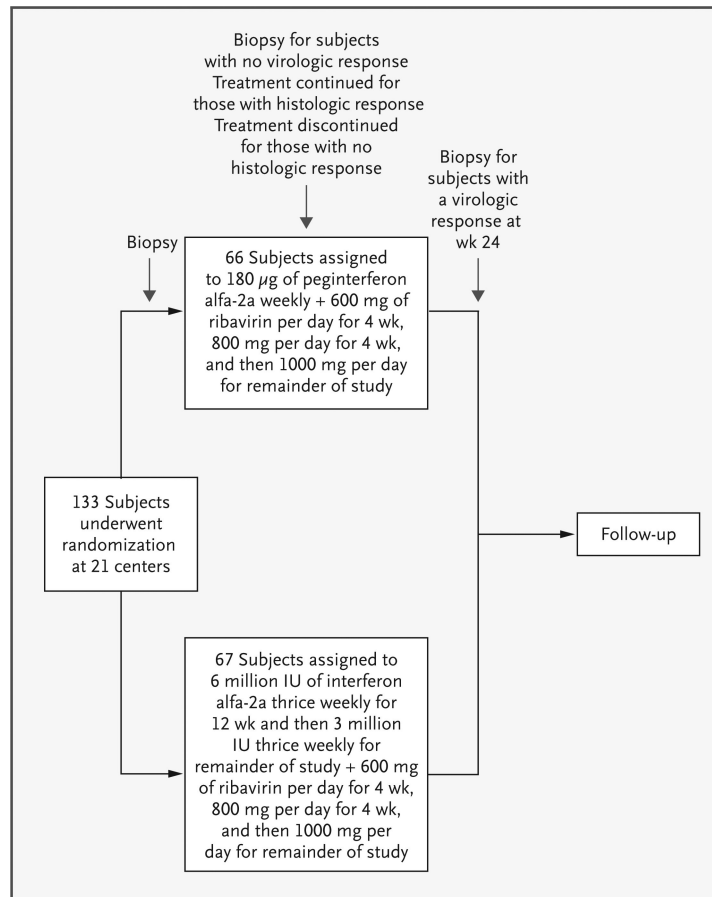 Biopsy for subjects
with no virologic response
Treatment continued for
those with histologic response
Treatment discontinued
for those with no
histologic response
Biopsy for
subjects with
a virologic
response at
wk 24
Biopsy
66 Subjects assigned
to 180 µg of peginterferon
alfa-2a weekly + 600 mg of
ribavirin per day for 4 wk,
800 mg per day for 4 wk,
and then 1000 mg per day
for remainder of study
133 Subjects
underwent
randomization
at 21 centers
Follow-up
67 Subjects assigned to
6 million IU of interferon
alfa-2a thrice weekly for
12 wk and then 3 million
IU thrice weekly for
remainder of study + 600 mg
of ribavirin per day for 4 wk,
800 mg per day for 4 wk,
and then 1000 mg per
day for remainder of study